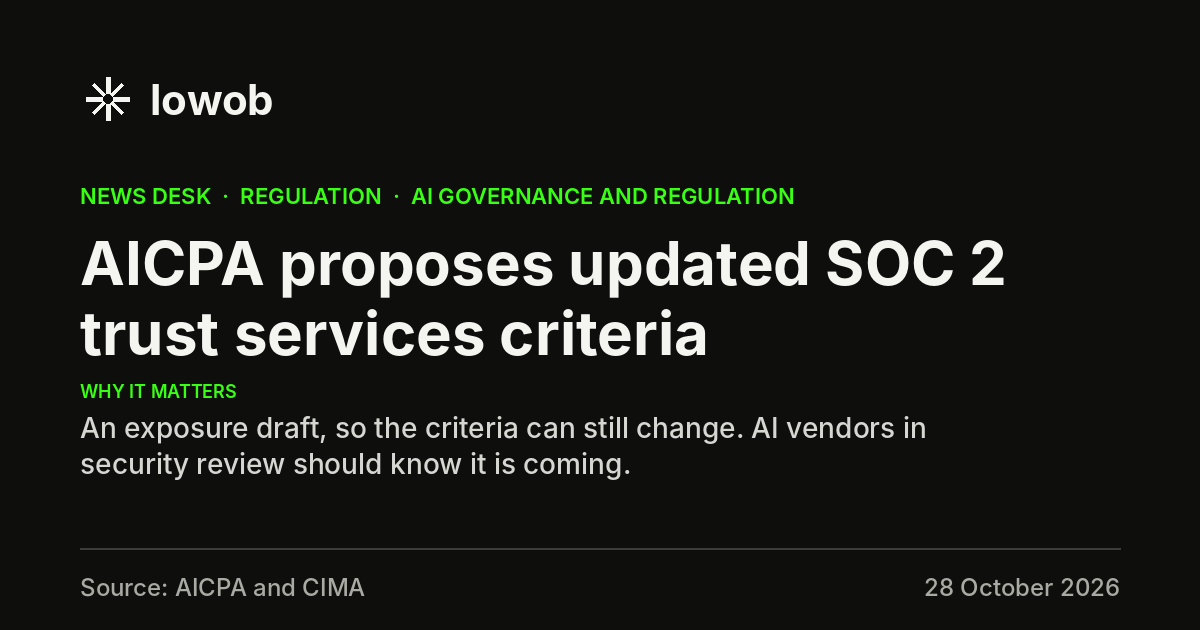 lowob
NEWS DESK · REGULATION · AI GOVERNANCE AND REGULATION
AICPA proposes updated SOC 2
trust services criteria
WHY IT MATTERS
An exposure draft, so the criteria can still change. AI vendors in
security review should know it is coming.
Source: AICPA and CIMA
28 October 2026